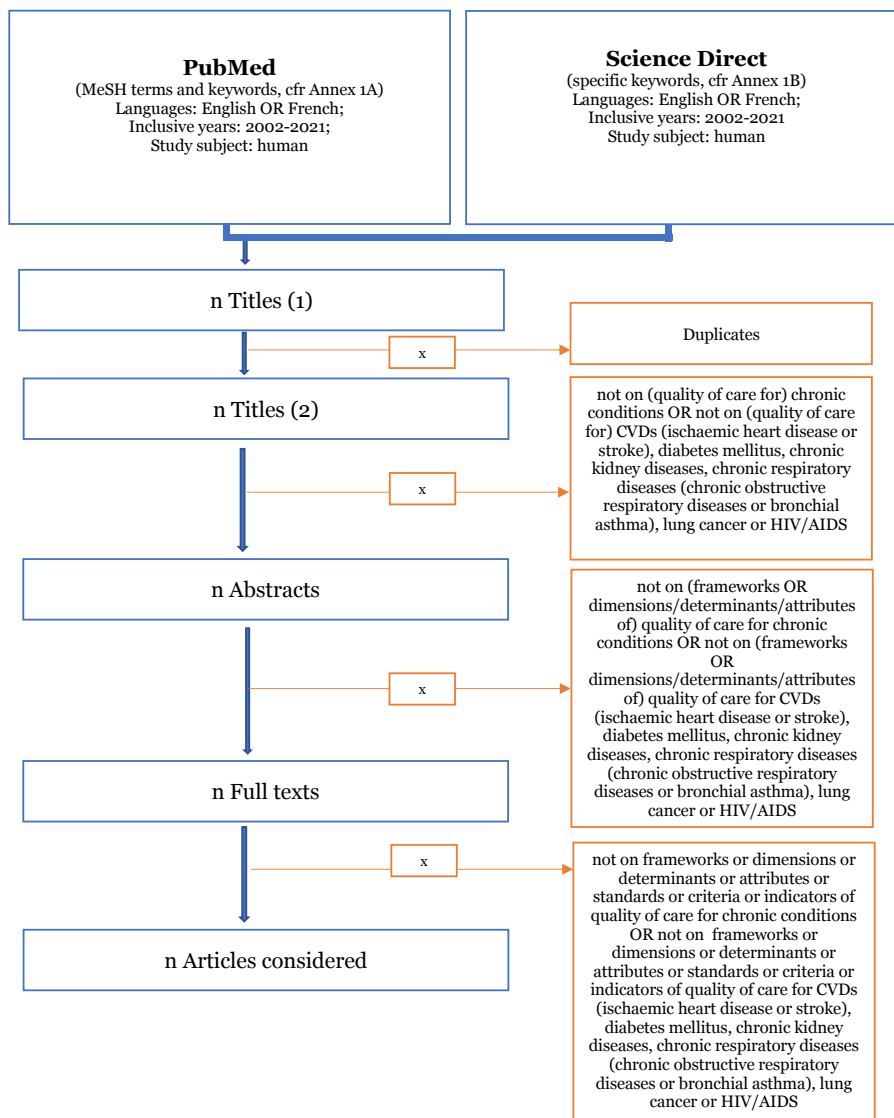 PubMed
(MeSH terms and keywords, cfr Annex 1A)
Languages: English OR French;
Inclusive years: 2002-2021;
Study subject: human
Science Direct
(specific keywords, cfr Annex 1B)
Languages: English OR French;
Inclusive years: 2002-2021
Study subject: human
n Titles (1)
x
Duplicates
n Titles (2)
x
not on (quality of care for) chronic
conditions OR not on (quality of care
for) CVDs (ischaemic heart disease or
stroke), diabetes mellitus, chronic
kidney diseases, chronic respiratory
diseases (chronic obstructive
respiratory diseases or bronchial
asthma), lung cancer or HIV/AIDS
n Abstracts
x
not on (frameworks OR
dimensions/determinants/attributes
of) quality of care for chronic
conditions OR not on (frameworks
OR
dimensions/determinants/attributes
of) quality of care for CVDs
(ischaemic heart disease or stroke),
diabetes mellitus, chronic kidney
diseases, chronic respiratory diseases
(chronic obstructive respiratory
diseases or bronchial asthma), lung
cancer or HIV/AIDS
n Full texts
x
not on frameworks or dimensions or
determinants or attributes or
standards or criteria or indicators of
quality of care for chronic conditions
OR not on  frameworks or
dimensions or determinants or
attributes or standards or criteria or
indicators of quality of care for CVDs
(ischaemic heart disease or stroke),
diabetes mellitus, chronic kidney
diseases, chronic respiratory diseases
(chronic obstructive respiratory
diseases or bronchial asthma), lung
cancer or HIV/AIDS
n Articles considered